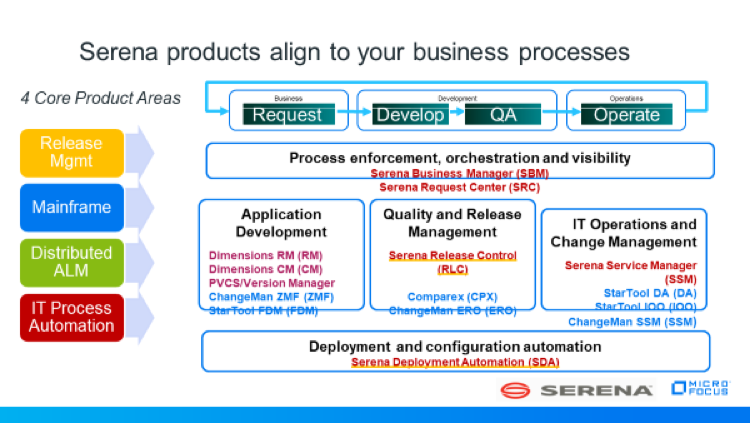 Serena products align to your business processes
4 Core Product Areas
Business
Development
Operations
Request
Develop
QA
Operate
Release
Mgmt
Mainframe
Distributed
ALM
IT Process
Automation
Process enforcement, orchestration and visibility
Serena Business Manager (SBM)
Serena Request Center (SRC)
Application
Development
Dimensions RM (RM)
Dimensions CM (CM)
PVCS/Version Manager
ChangeMan ZMF (ZMF)
StarTool FDM (FDM)
Quality and Release
Management
Serena Release Control
(RLC)
Comparex (CPX)
ChangeMan ERO (ERO)
IT Operations and
Change Management
Serena Service Manager
(SSM)
StarTool DA (DA)
StarTool IOO (IOO)
ChangeMan SSM (SSM)
Deployment and configuration automation
Serena Deployment Automation (SDA)
SERENA
MICRO
FOCUS